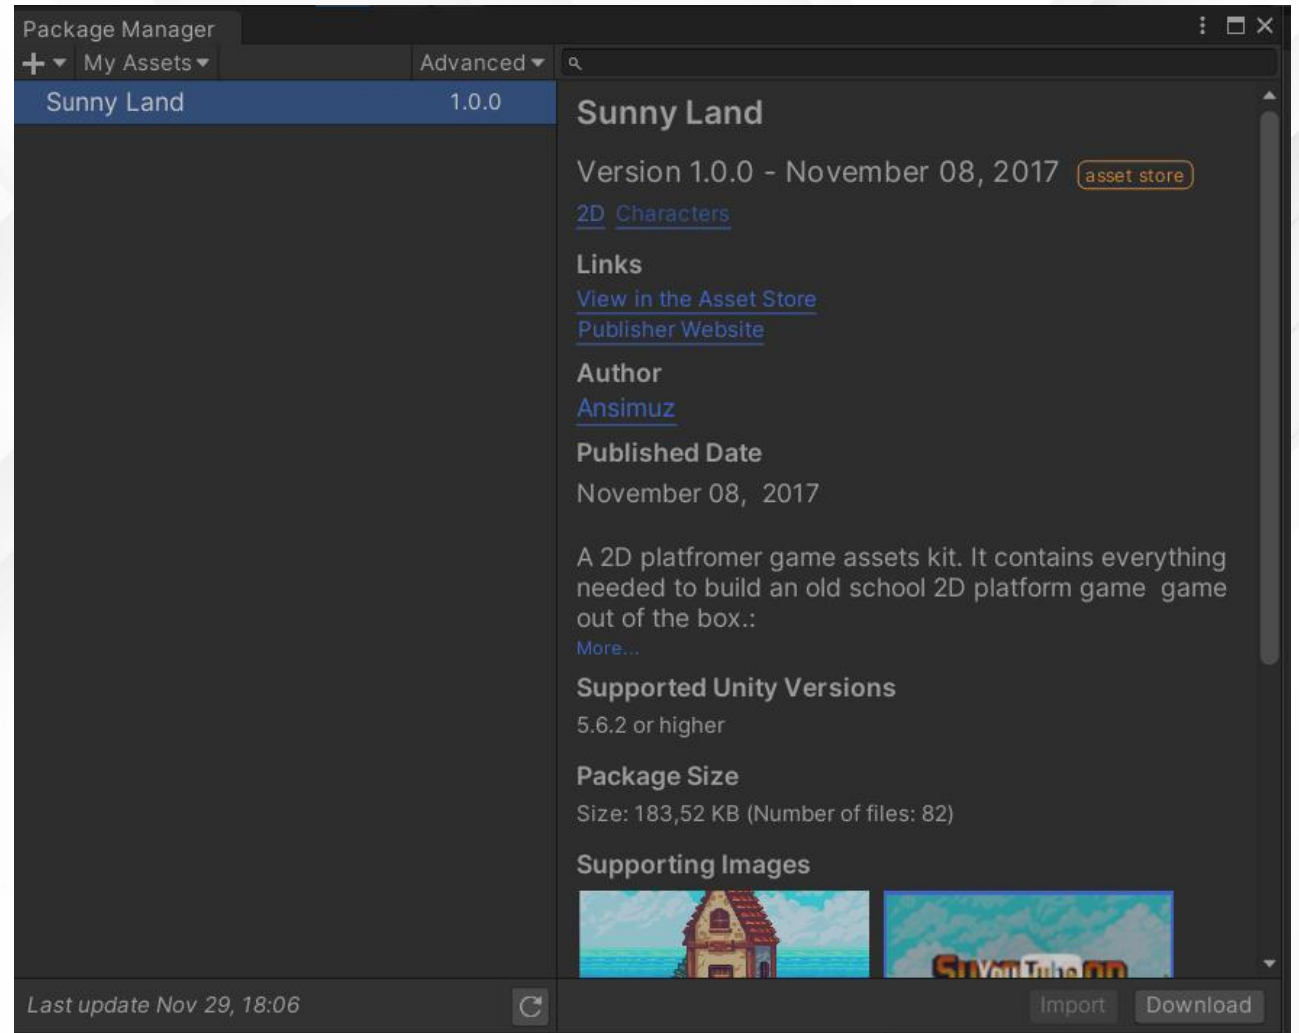 Package Manager
My Assets
Advanced
Sunny Land 1.0.0
Sunny Land
Version 1.0.0 - November 08, 2017 asset store
2D Characters
Links
View in the Asset Store
Publisher Website
Author
Ansimuz
Published Date
November 08,  2017
A 2D platfromer game assets kit. It contains everything
needed to build an old school 2D platform game  game
out of the box.:
More...
Supported Unity Versions
5.6.2 or higher
Package Size
Size: 183,52 KB (Number of files: 82)
Supporting Images
YouTube
Last update Nov 29, 18:06
Import Download